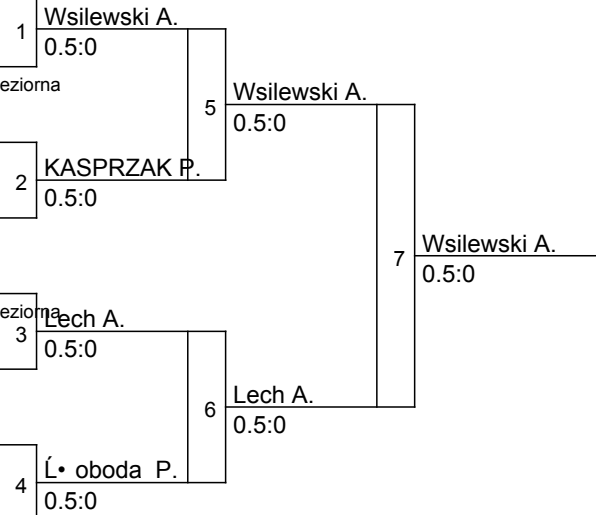 1 Wsilewski A.
0.5:0
eziorna
5 Wsilewski A.
0.5:0
2 KASPRZAK P.
0.5:0
7 Wsilewski A.
0.5:0
eziorna
3 Lech A.
0.5:0
6 Lech A.
0.5:0
4 Ĺ• oboda P.
0.5:0